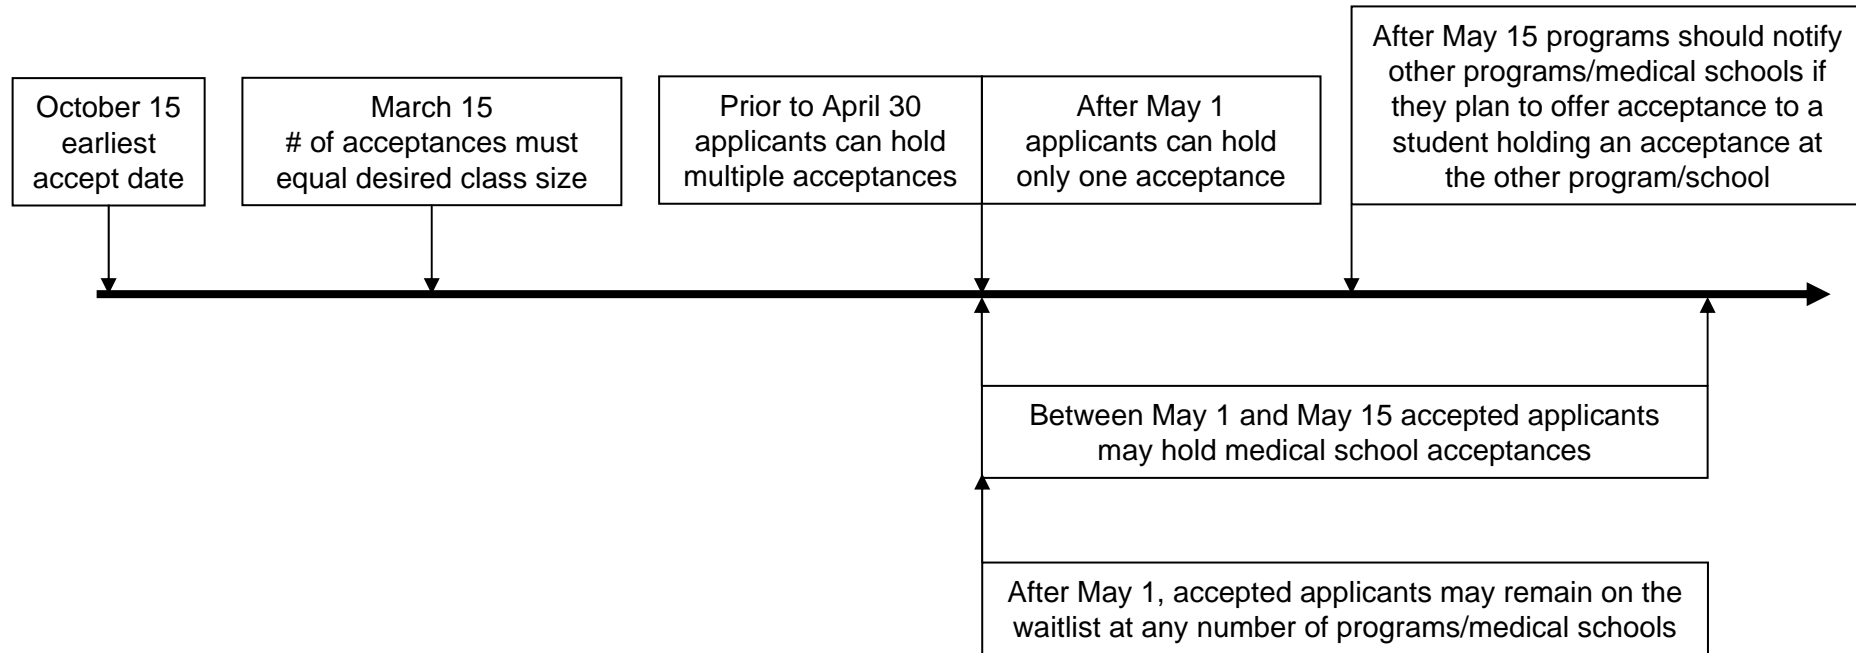 October 15
earliest
accept date
March 15
# of acceptances must
equal desired class size
Prior to April 30
applicants can hold
multiple acceptances
After May 1
applicants can hold
only one acceptance
After May 15 programs should notify
other programs/medical schools if
they plan to offer acceptance to a
student holding an acceptance at
the other program/school
Between May 1 and May 15 accepted applicants
may hold medical school acceptances
After May 1, accepted applicants may remain on the
waitlist at any number of programs/medical schools